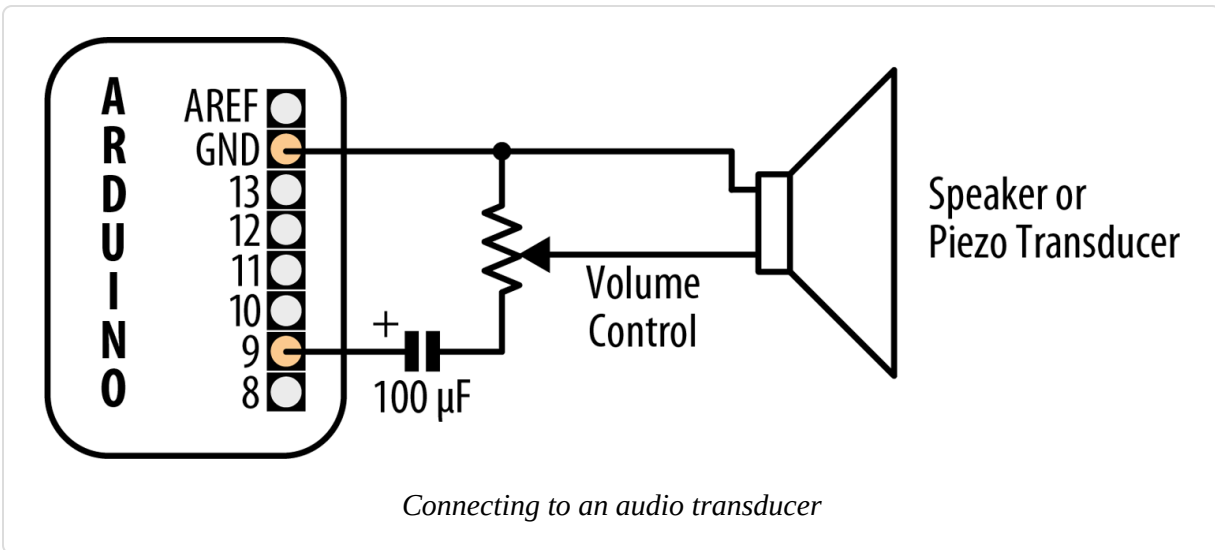 ARDUINO
AREF
GND
13
12
11
10
9
8
+
100 µF
Volume
Control
Speaker or
Piezo Transducer
Connecting to an audio transducer